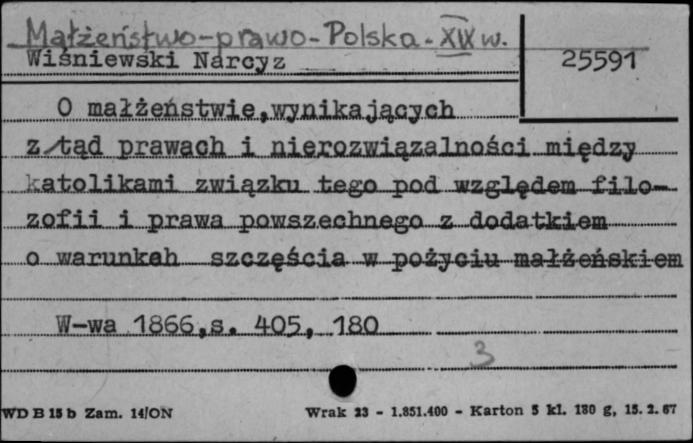 Małżeństwo-prawo-Polska-XIX w.
Wiśniewski Narcyz
25591
O małżeństwie,wynikających
z tąd prawach i nierozwiązalności między
katolikami związku tego pod względem filo-
zofii i prawa powszechnego z dodatkiem
o warunkah szczęścia w pożyciu małżeńskiem
W-wa 1866,s. 405, 180
3
WD B 15 b Zam. 14/ON
Wrak 23 - 1.851.400 - Karton 5 kl. 180 g, 15. 2. 67